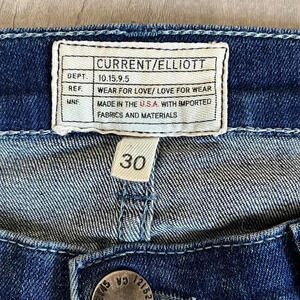 CURRENT/ELLIOTT
DEPT. 10.15.9.5
REF. WEAR FOR LOVE/ LOVE FOR WEAR
MNF. MADE IN THE U.S.A. WITH IMPORTED
FABRICS AND MATERIALS
30